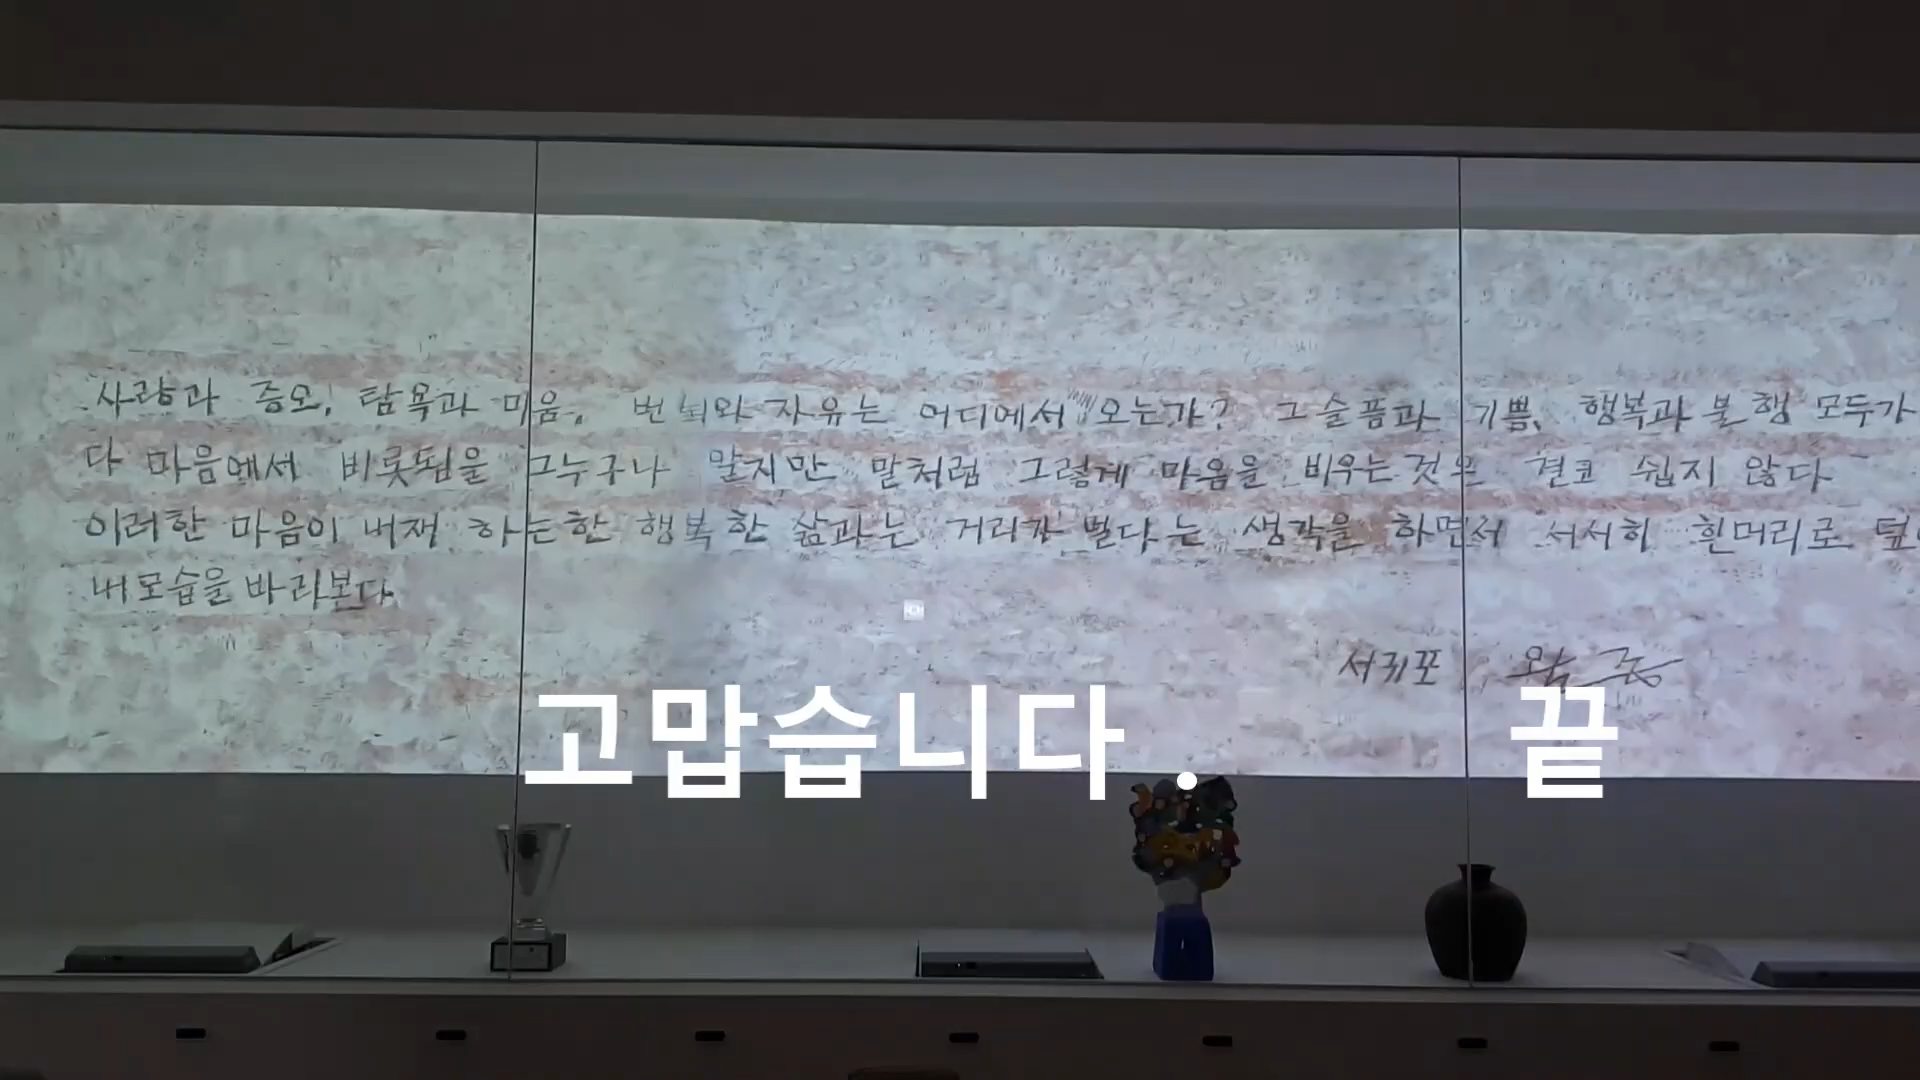 사랑과 증오, 탐욕과 미움, 번뇌와 자유는 어디에서 오는가? 그 슬픔과 기쁨, 행복과 불행 모두가
다 마음에서 비롯됨을 그누구나 알지만 말처럼 그렇게 마음을 비우는 것은 결코 쉽지 않다
이러한 마음이 내재 하는한 행복한 삶과는 거리가 멀다는 생각을 하면서 서서히 흰머리로
내모습을 바라본다.
서귀포
고맙습니다. 끝